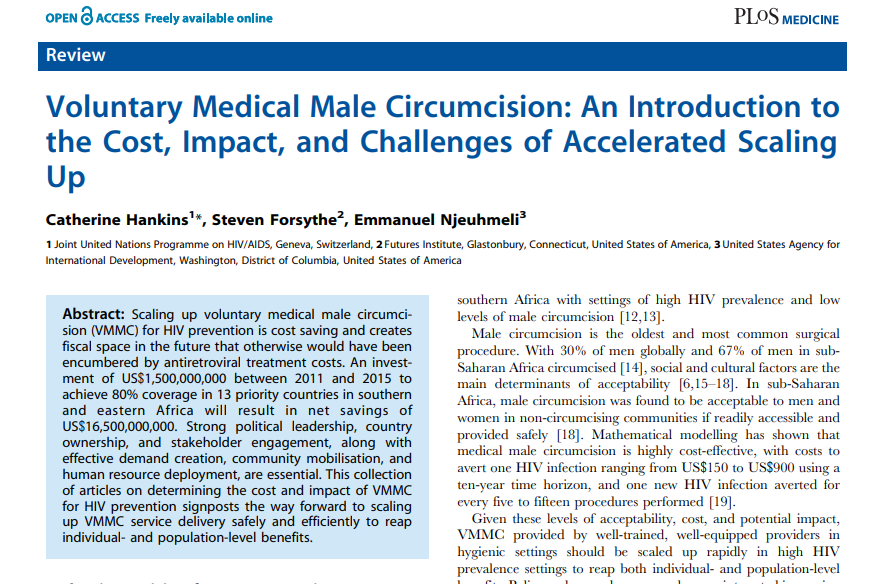 OPEN ACCESS Freely available online
PLoS MEDICINE
Review
Voluntary Medical Male Circumcision: An Introduction to
the Cost, Impact, and Challenges of Accelerated Scaling
Up
Catherine Hankins1*, Steven Forsythe2, Emmanuel Njeuhmeli3
1 Joint United Nations Programme on HIV/AIDS, Geneva, Switzerland, 2 Futures Institute, Glastonbury, Connecticut, United States of America, 3 United States Agency for
International Development, Washington, District of Columbia, United States of America
Abstract: Scaling up voluntary medical male circumci-
sion (VMMC) for HIV prevention is cost saving and creates
fiscal space in the future that otherwise would have been
encumbered by antiretroviral treatment costs. An invest-
ment of US$1,500,000,000 between 2011 and 2015 to
achieve 80% coverage in 13 priority countries in southern
and eastern Africa will result in net savings of
US$16,500,000,000. Strong political leadership, country
ownership, and stakeholder engagement, along with
effective demand creation, community mobilisation, and
human resource deployment, are essential. This collection
of articles on determining the cost and impact of VMMC
for HIV prevention signposts the way forward to scaling
up VMMC service delivery safely and efficiently to reap
individual- and population-level benefits.
southern Africa with settings of high HIV prevalence and low
levels of male circumcision [12,13].
Male circumcision is the oldest and most common surgical
procedure. With 30% of men globally and 67% of men in sub-
Saharan Africa circumcised [14], social and cultural factors are the
main determinants of acceptability [6,15–18]. In sub-Saharan
Africa, male circumcision was found to be acceptable to men and
women in non-circumcising communities if readily accessible and
provided safely [18]. Mathematical modelling has shown that
medical male circumcision is highly cost-effective, with costs to
avert one HIV infection ranging from US$150 to US$900 using a
ten-year time horizon, and one new HIV infection averted for
every five to fifteen procedures performed [19].
Given these levels of acceptability, cost, and potential impact,
VMMC provided by well-trained, well-equipped providers in
hygienic settings should be scaled up rapidly in high HIV
prevalence settings to reap both individual- and population-level